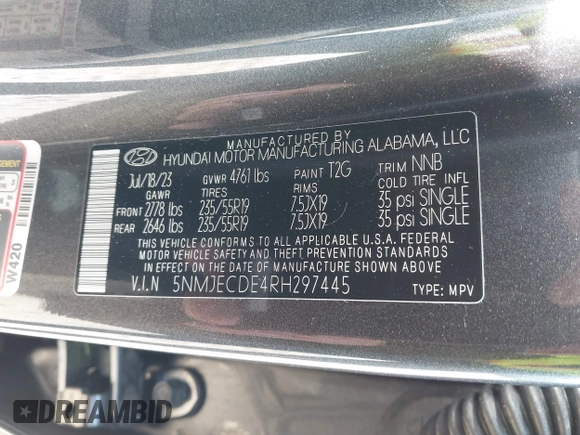 MANUFACTURED BY
HYUNDAI MOTOR MANUFACTURING ALABAMA, LLC
Jul/18/23 GVWR 4761 lbs PAINT T2G TRIM NNB
GAWR TIRES RIMS COLD TIRE INFL
FRONT 2778 lbs 235/55R19 7.5JX19 35 psi SINGLE
REAR 2646 lbs 235/55R19 7.5JX19 35 psi SINGLE
THIS VEHICLE CONFORMS TO ALL APPLICABLE U.S.A. FEDERAL
MOTOR VEHICLE SAFETY AND THEFT PREVENTION STANDARDS
IN EFFECT ON THE DATE OF MANUFACTURE SHOWN ABOVE.
V.I.N 5NMJECDE4RH297445 TYPE: MPV
W420
DREAMBID